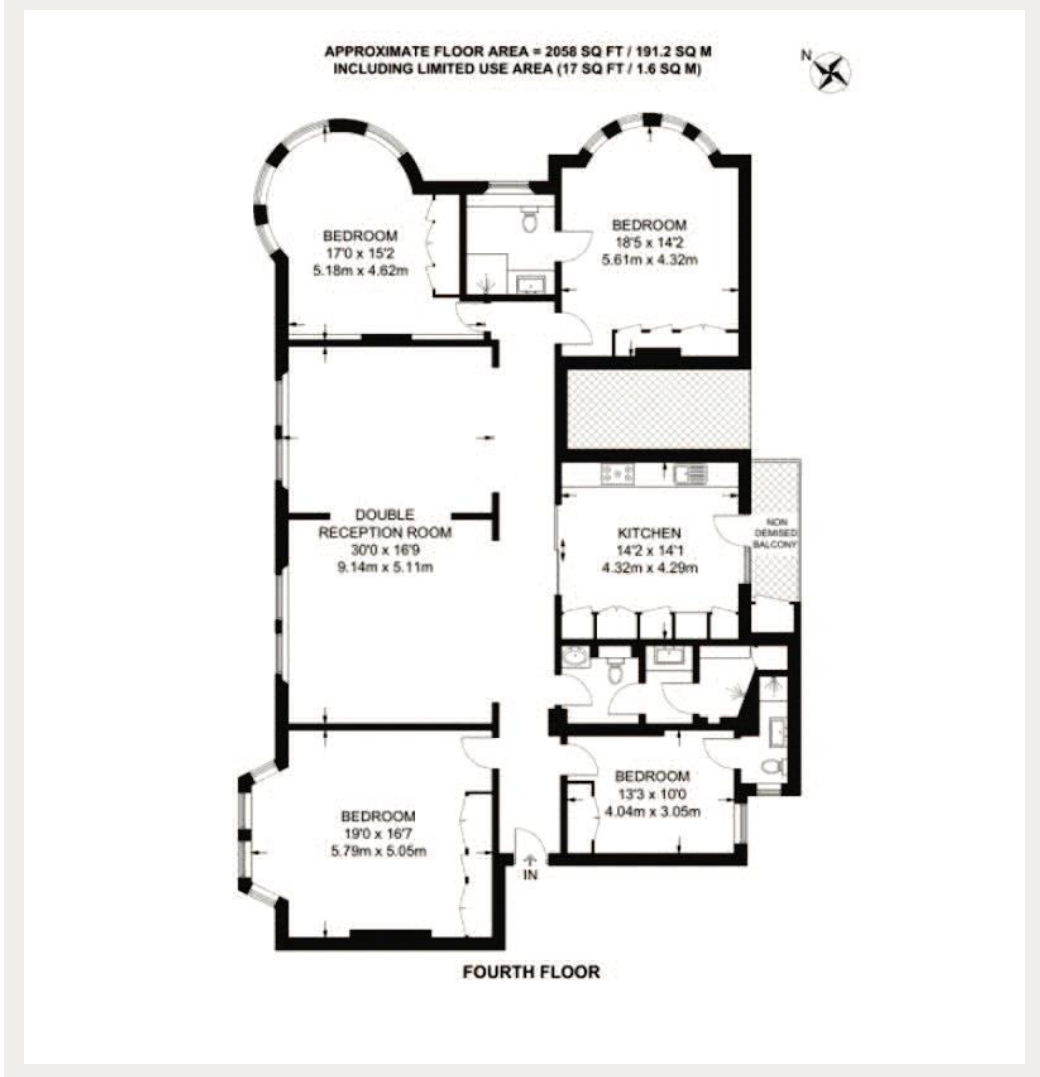 APPROXIMATE FLOOR AREA = 2058 SQ FT / 191.2 SQ M
INCLUDING LIMITED USE AREA (17 SQ FT / 1.6 SQ M)
N
BEDROOM
17'0 x 15'2
5.18m x 4.62m
BEDROOM
18'5 x 14'2
5.61m x 4.32m
DOUBLE
RECEPTION ROOM
30'0 x 16'9
9.14m x 5.11m
KITCHEN
14'2 x 14'1
4.32m x 4.29m
NON
DEMISED
BALCONY
BEDROOM
19'0 x 16'7
5.79m x 5.05m
BEDROOM
13'3 x 10'0
4.04m x 3.05m
IN
FOURTH FLOOR